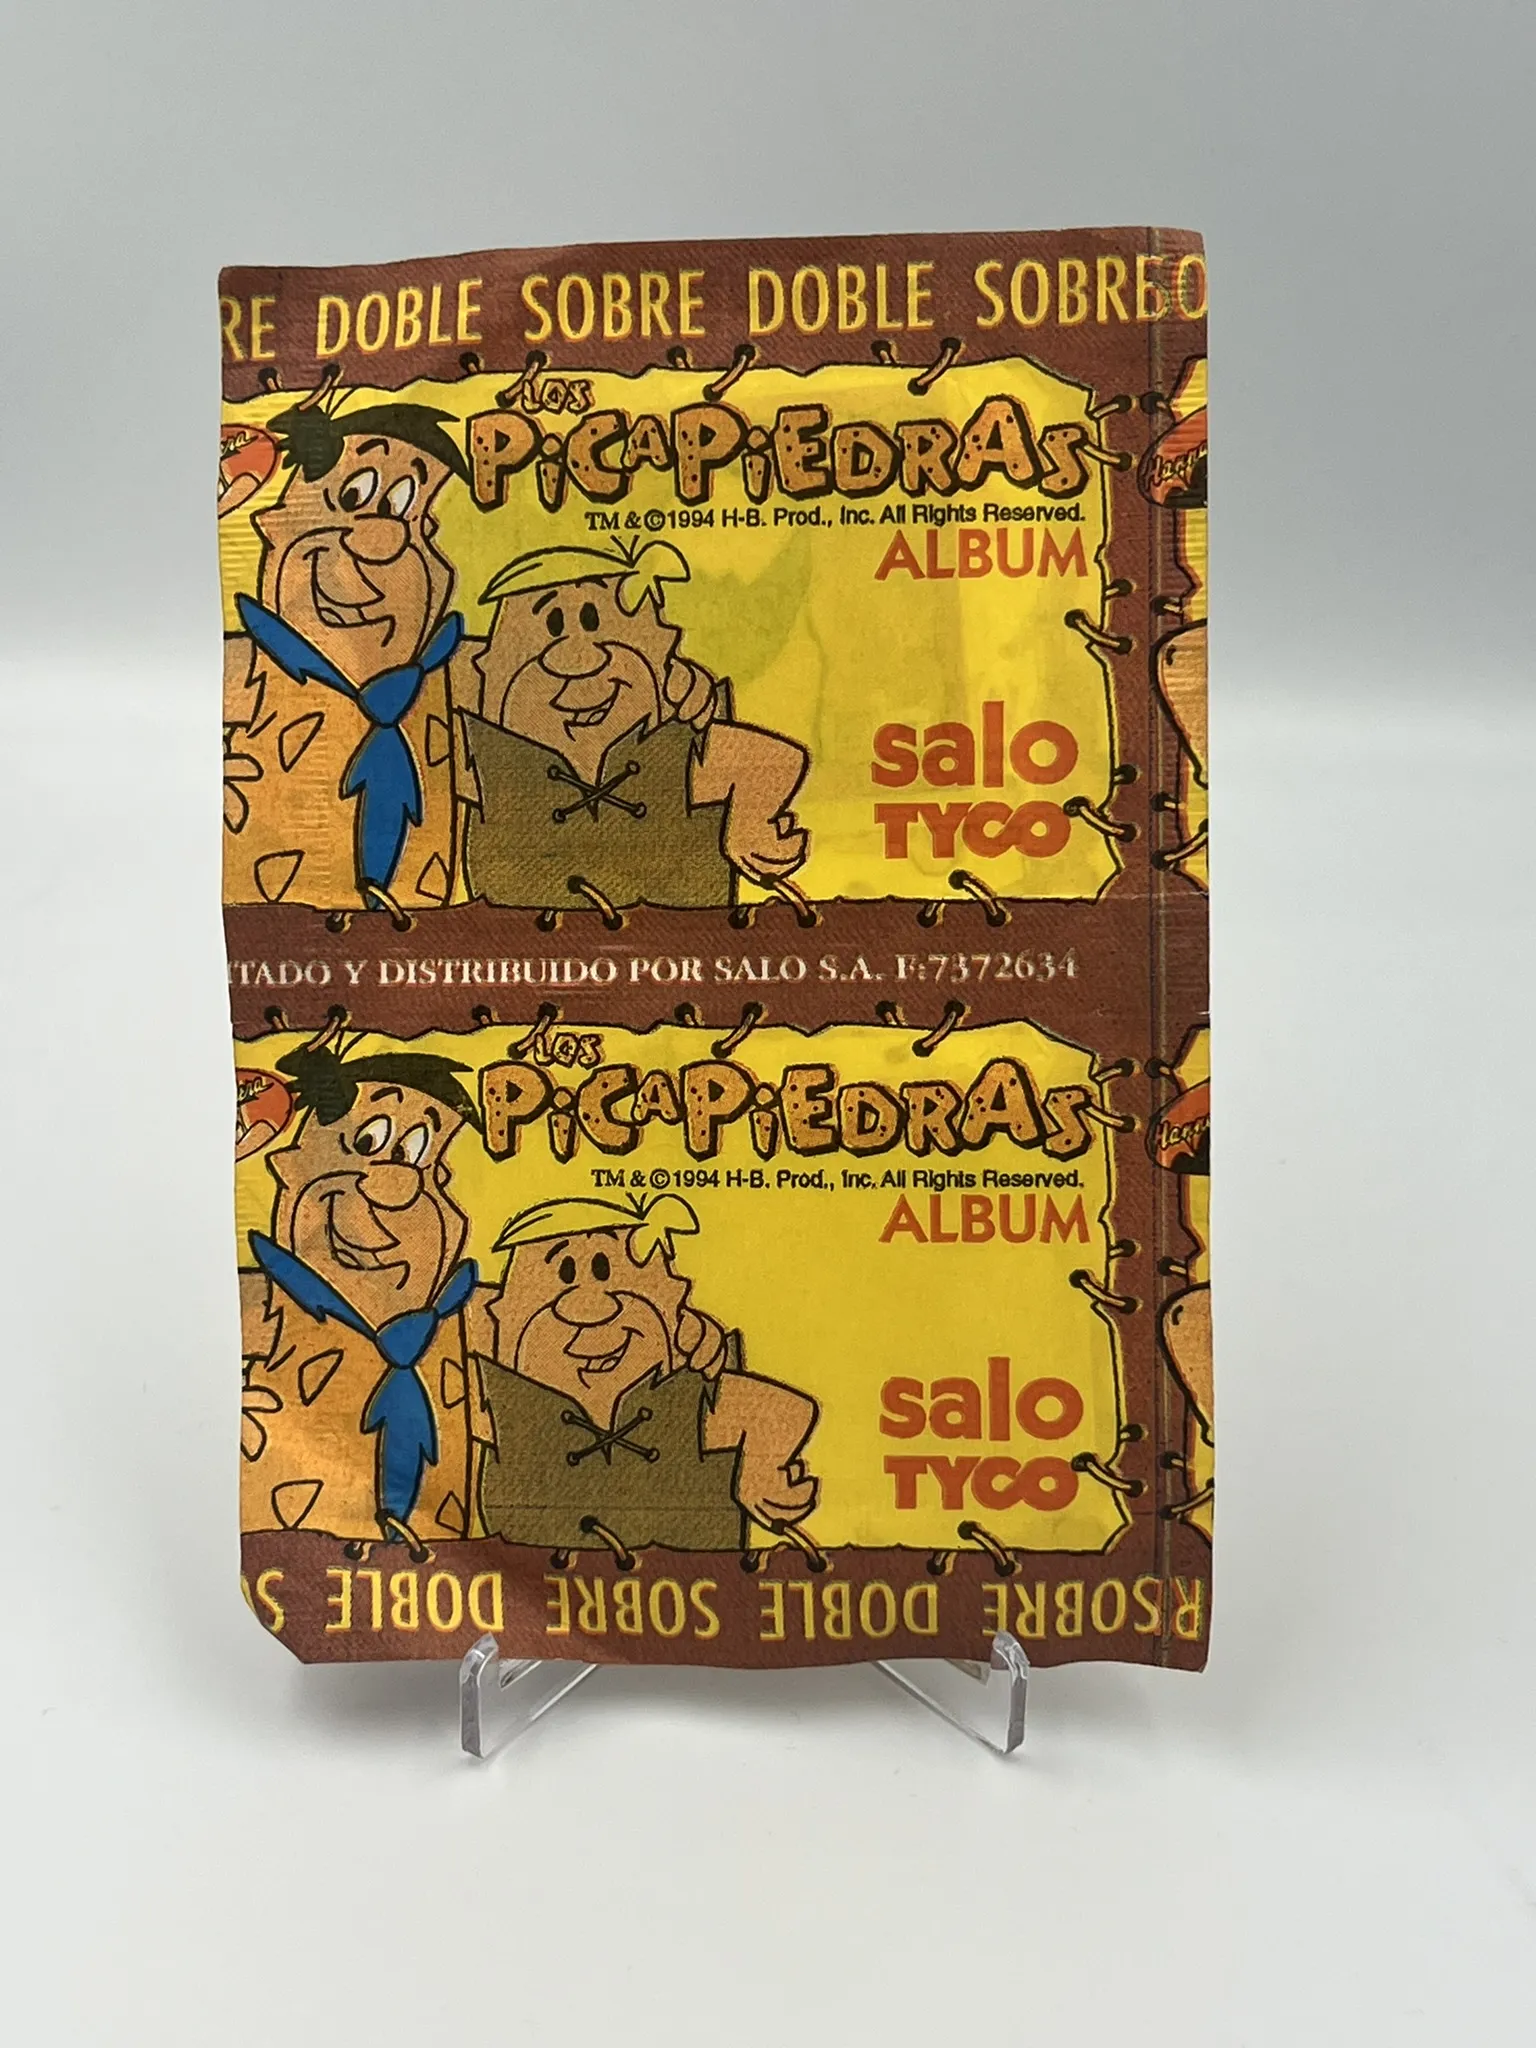 RE DOBLE SOBRE DOBLE SOBRE
LOS
PICAPIEDRAS
TM & ©1994 H-B. Prod., Inc. All Rights Reserved.
ALBUM
salo
TYCO
TADO Y DISTRIBUIDO POR SALO S.A. F:7372634
LOS
PICAPIEDRAS
TM & ©1994 H-B. Prod., Inc. All Rights Reserved.
ALBUM
salo
TYCO
SOBRE DOBLE SOBRE DOBLE S